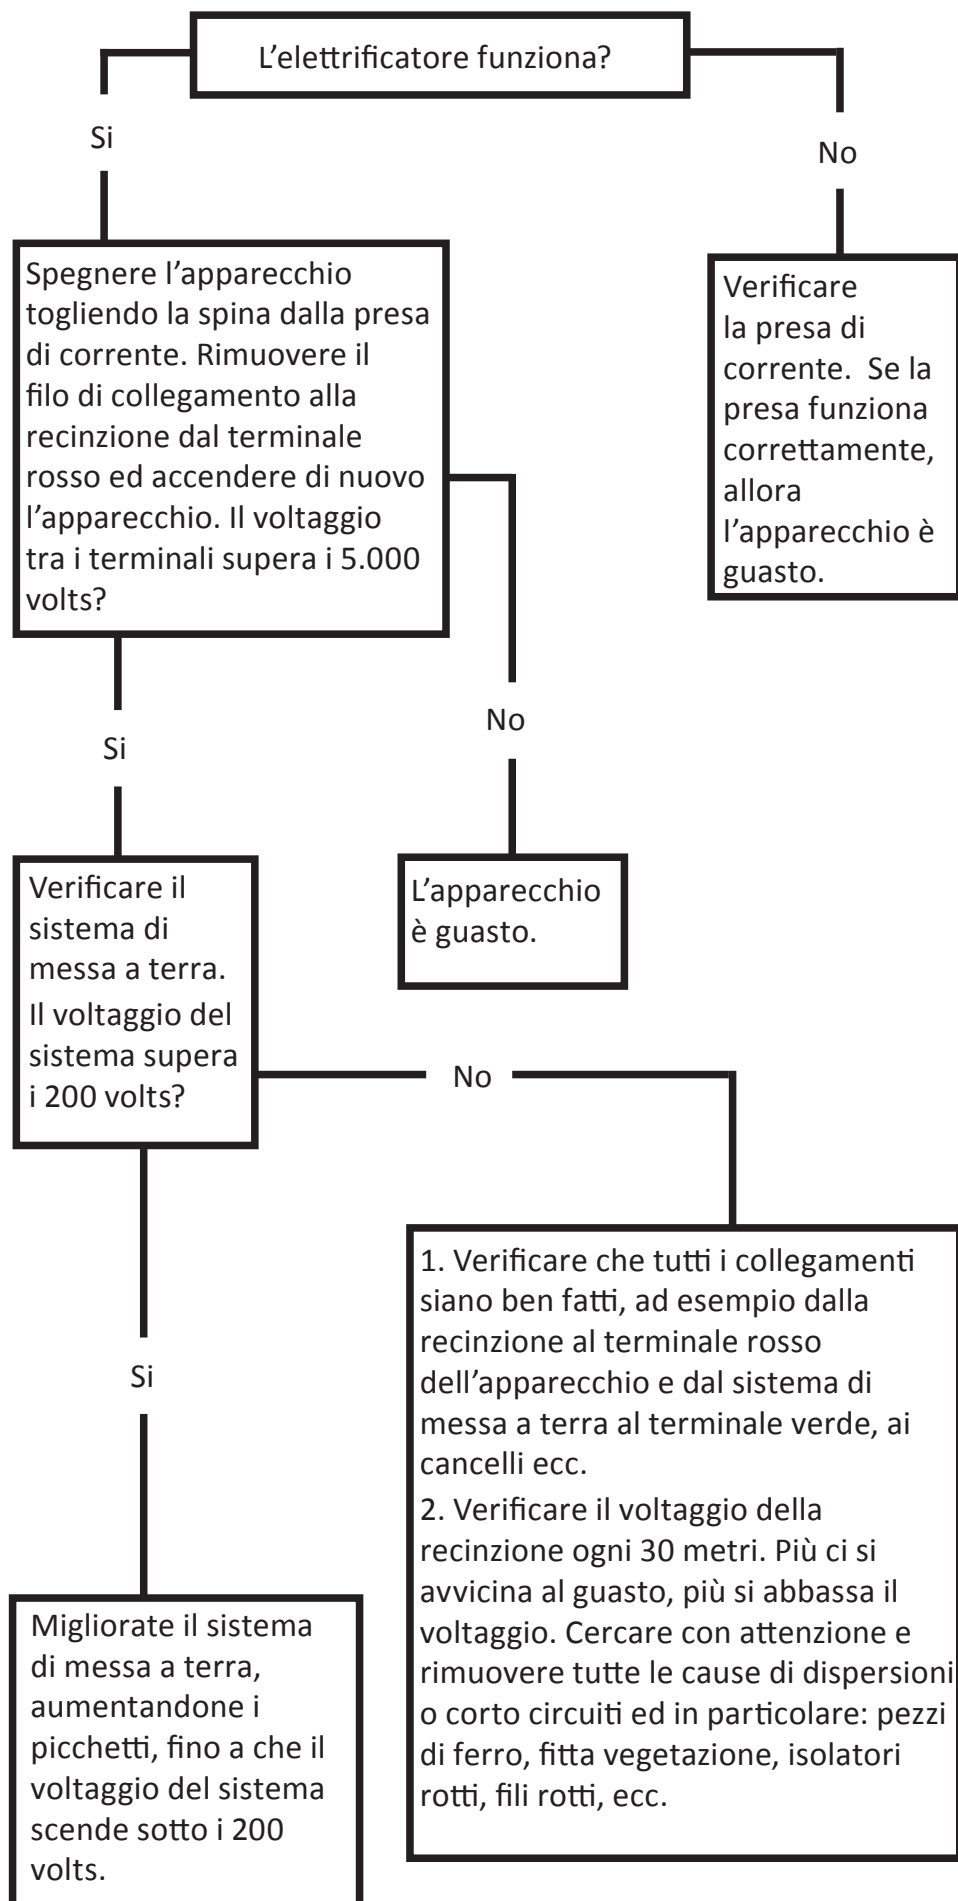 L'elettrificatore funziona?
Si
No
Spegnere l'apparecchio
togliendo la spina dalla presa
di corrente. Rimuovere il
filo di collegamento alla
recinzione dal terminale
rosso ed accendere di nuovo
l'apparecchio. Il voltaggio
tra i terminali supera i 5.000
volts?
Verificare
la presa di
corrente.  Se la
presa funziona
correttamente,
allora
l'apparecchio è
guasto.
Si
No
Verificare il
sistema di
messa a terra.
Il voltaggio del
sistema supera
i 200 volts?
L'apparecchio
è guasto.
No
Si
1. Verificare che tutti i collegamenti
siano ben fatti, ad esempio dalla
recinzione al terminale rosso
dell'apparecchio e dal sistema di
messa a terra al terminale verde, ai
cancelli ecc.
2. Verificare il voltaggio della
recinzione ogni 30 metri. Più ci si
avvicina al guasto, più si abbassa il
voltaggio. Cercare con attenzione e
rimuovere tutte le cause di dispersioni
o corto circuiti ed in particolare: pezzi
di ferro, fitta vegetazione, isolatori
rotti, fili rotti, ecc.
Migliorate il sistema
di messa a terra,
aumentandone i
picchetti, fino a che il
voltaggio del sistema
scende sotto i 200
volts.